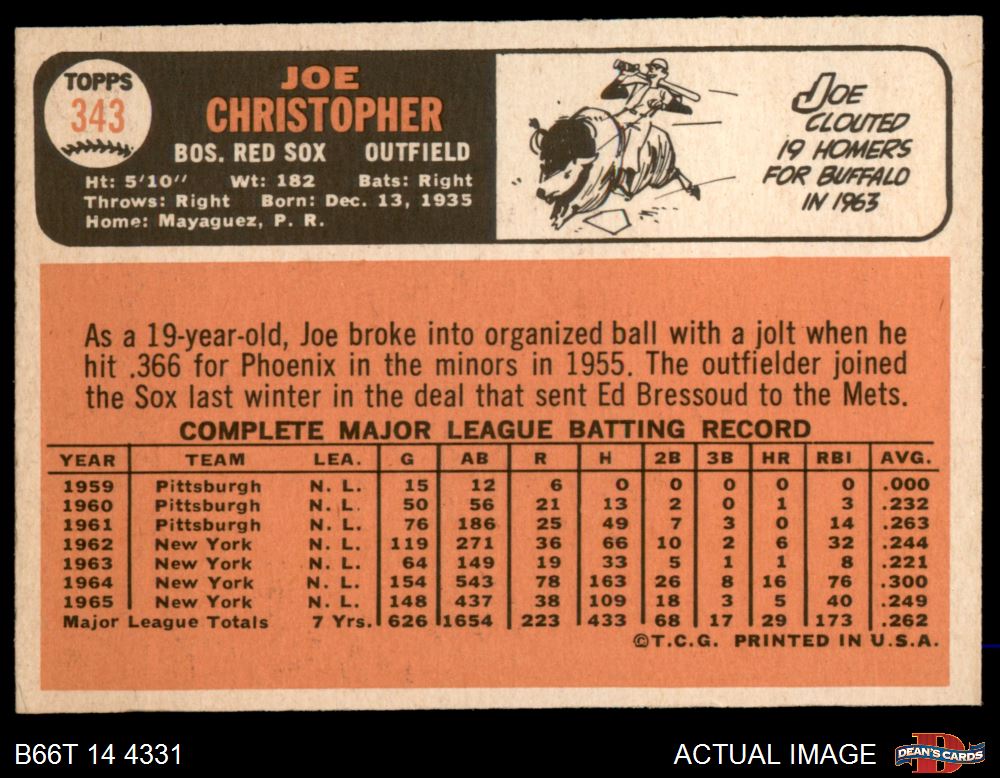 TOPPS
343
JOE
CHRISTOPHER
BOS. RED SOX OUTFIELD
Ht: 5'10" Wt: 182 Bats: Right
Throws: Right Born: Dec. 13, 1935
Home: Mayaguez, P. R.
JOE
CLOUTED
19 HOMERS
FOR BUFFALO
IN 1963
As a 19-year-old, Joe broke into organized ball with a jolt when he
hit .366 for Phoenix in the minors in 1955. The outfielder joined
the Sox last winter in the deal that sent Ed Bressoud to the Mets.
COMPLETE MAJOR LEAGUE BATTING RECORD
YEAR TEAM LEA. G AB R H 2B 3B HR RBI AVG.
1959 Pittsburgh N. L. 15 12 6 0 0 0 0 0 .000
1960 Pittsburgh N. L. 50 56 21 13 2 0 1 3 .232
1961 Pittsburgh N. L. 76 186 25 49 7 3 0 14 .263
1962 New York N. L. 119 271 36 66 10 2 6 32 .244
1963 New York N. L. 64 149 19 33 5 1 1 8 .221
1964 New York N. L. 154 543 78 163 26 8 16 76 .300
1965 New York N. L. 148 437 38 109 18 3 5 40 .249
Major League Totals 7 Yrs. 626 1654 223 433 68 17 29 173 .262
©T.C.G. PRINTED IN U.S.A.
B66T 14 4331
ACTUAL IMAGE
D
DEAN'S CARDS